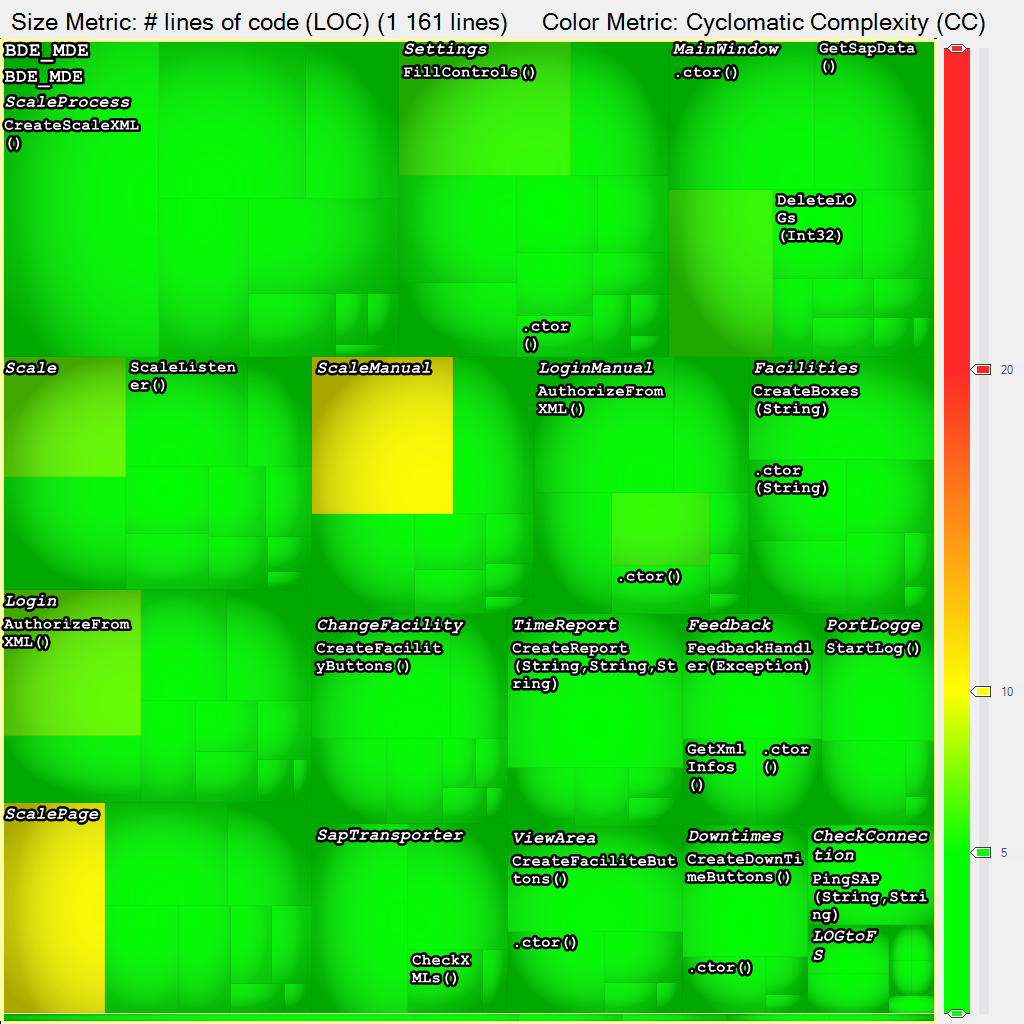 Size Metric: # lines of code (LOC) (1 161 lines) Color Metric: Cyclomatic Complexity (CC)
BDE_MDE
BDE_MDE
ScaleProcess
CreateScaleXML
()
Settings
FillControls()
.ctor
()
MainWindow
.ctor()
GetSapData
()
DeleteLO
Gs
(Int32)
Scale
ScaleListen
er()
ScaleManual
LoginManual
AuthorizeFrom
XML()
.ctor()
Facilities
CreateBoxes
(String)
.ctor
(String)
20
Login
AuthorizeFrom
XML()
ChangeFacility
CreateFacilit
yButtons()
TimeReport
CreateReport
(String,String,St
ring)
Feedback
FeedbackHandl
er(Exception)
GetXml
Infos
()
.ctor
()
PortLogge
StartLog()
10
ScalePage
SapTransporter
CheckX
MLs()
ViewArea
CreateFaciliteBut
tons()
.ctor()
Downtimes
CreateDownTi
meButtons()
.ctor()
CheckConnec
tion
PingSAP
(String,Stri
ng)
LOGtoF
S
5